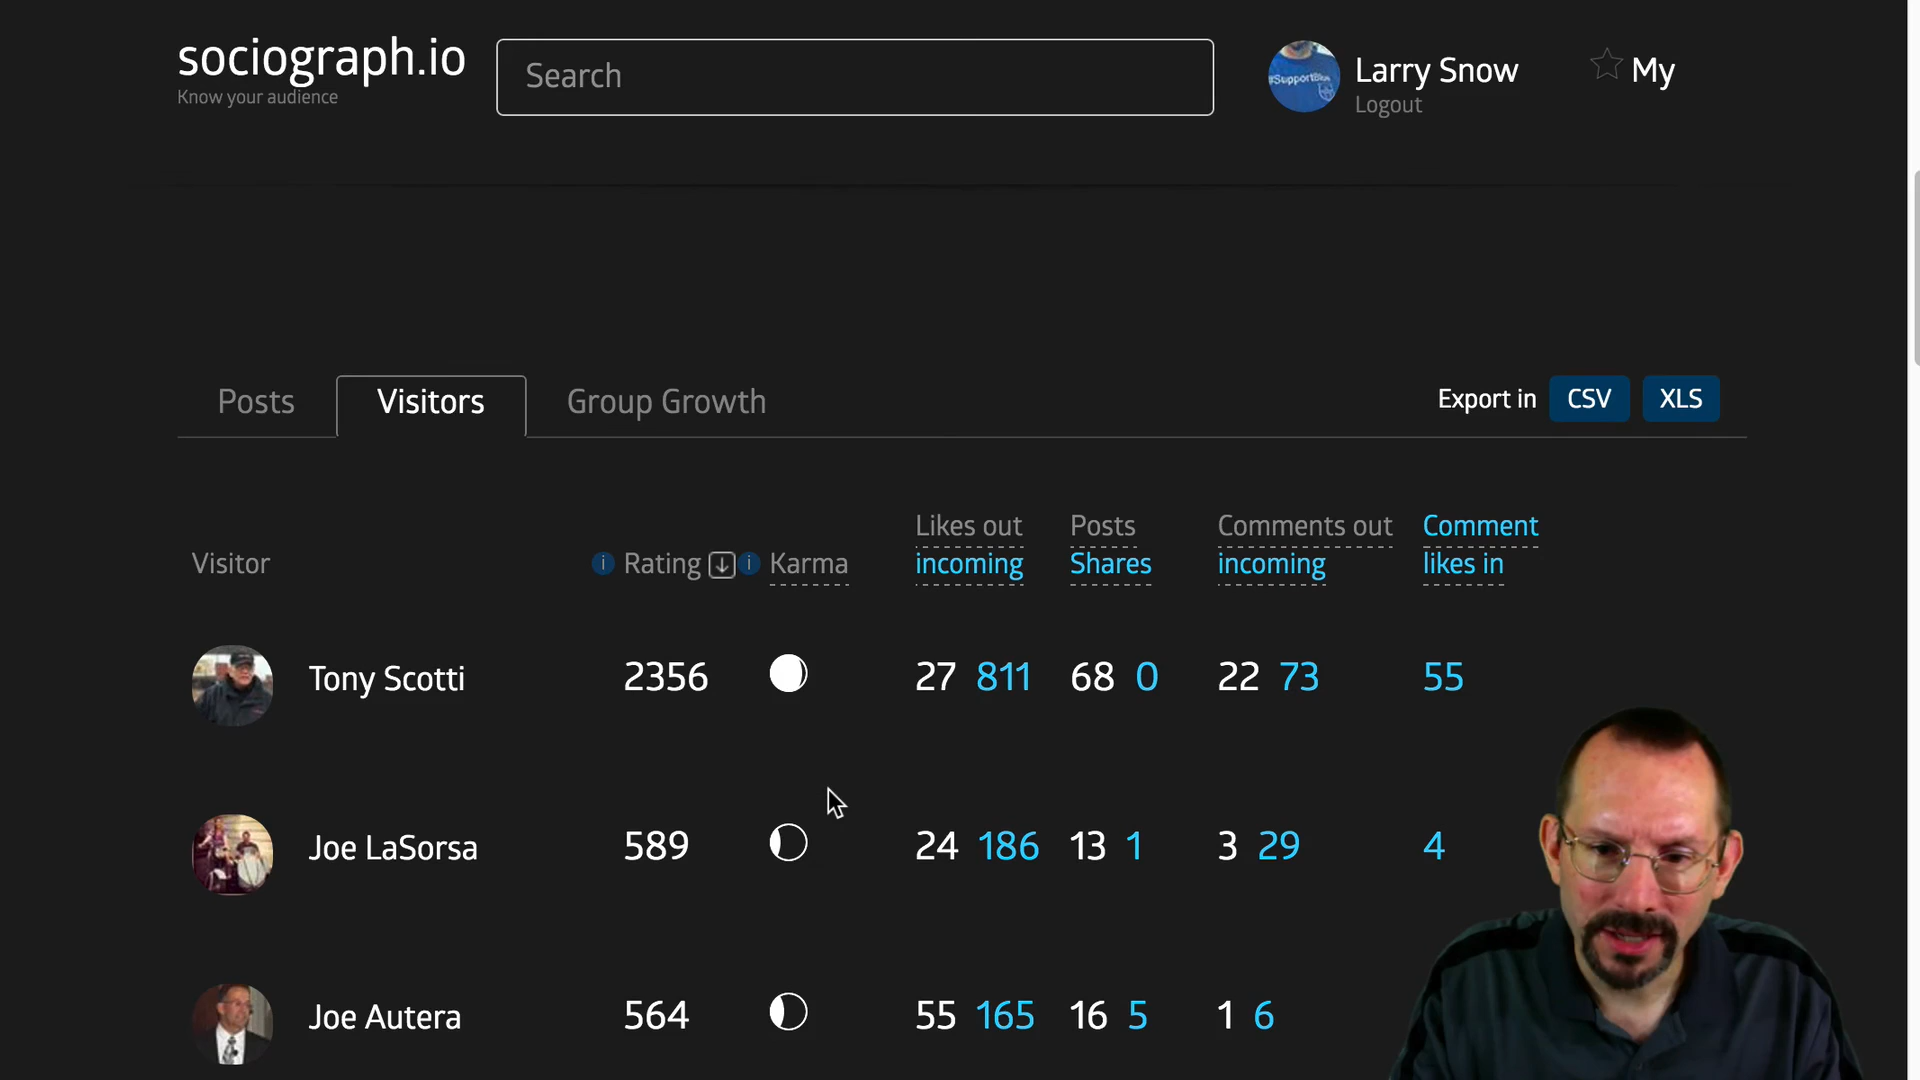 sociograph.io
Know your audience
Search
#SupportBlue
Larry Snow
Logout
My
Posts
Visitors
Group Growth
Export in
CSV
XLS
Visitor
i Rating
i Karma
Likes out
incoming
Posts
Shares
Comments out
incoming
Comment
likes in
Tony Scotti 2356 27 811 68 0 22 73 55
Joe LaSorsa 589 24 186 13 1 3 29 4
Joe Autera 564 55 165 16 5 1 6